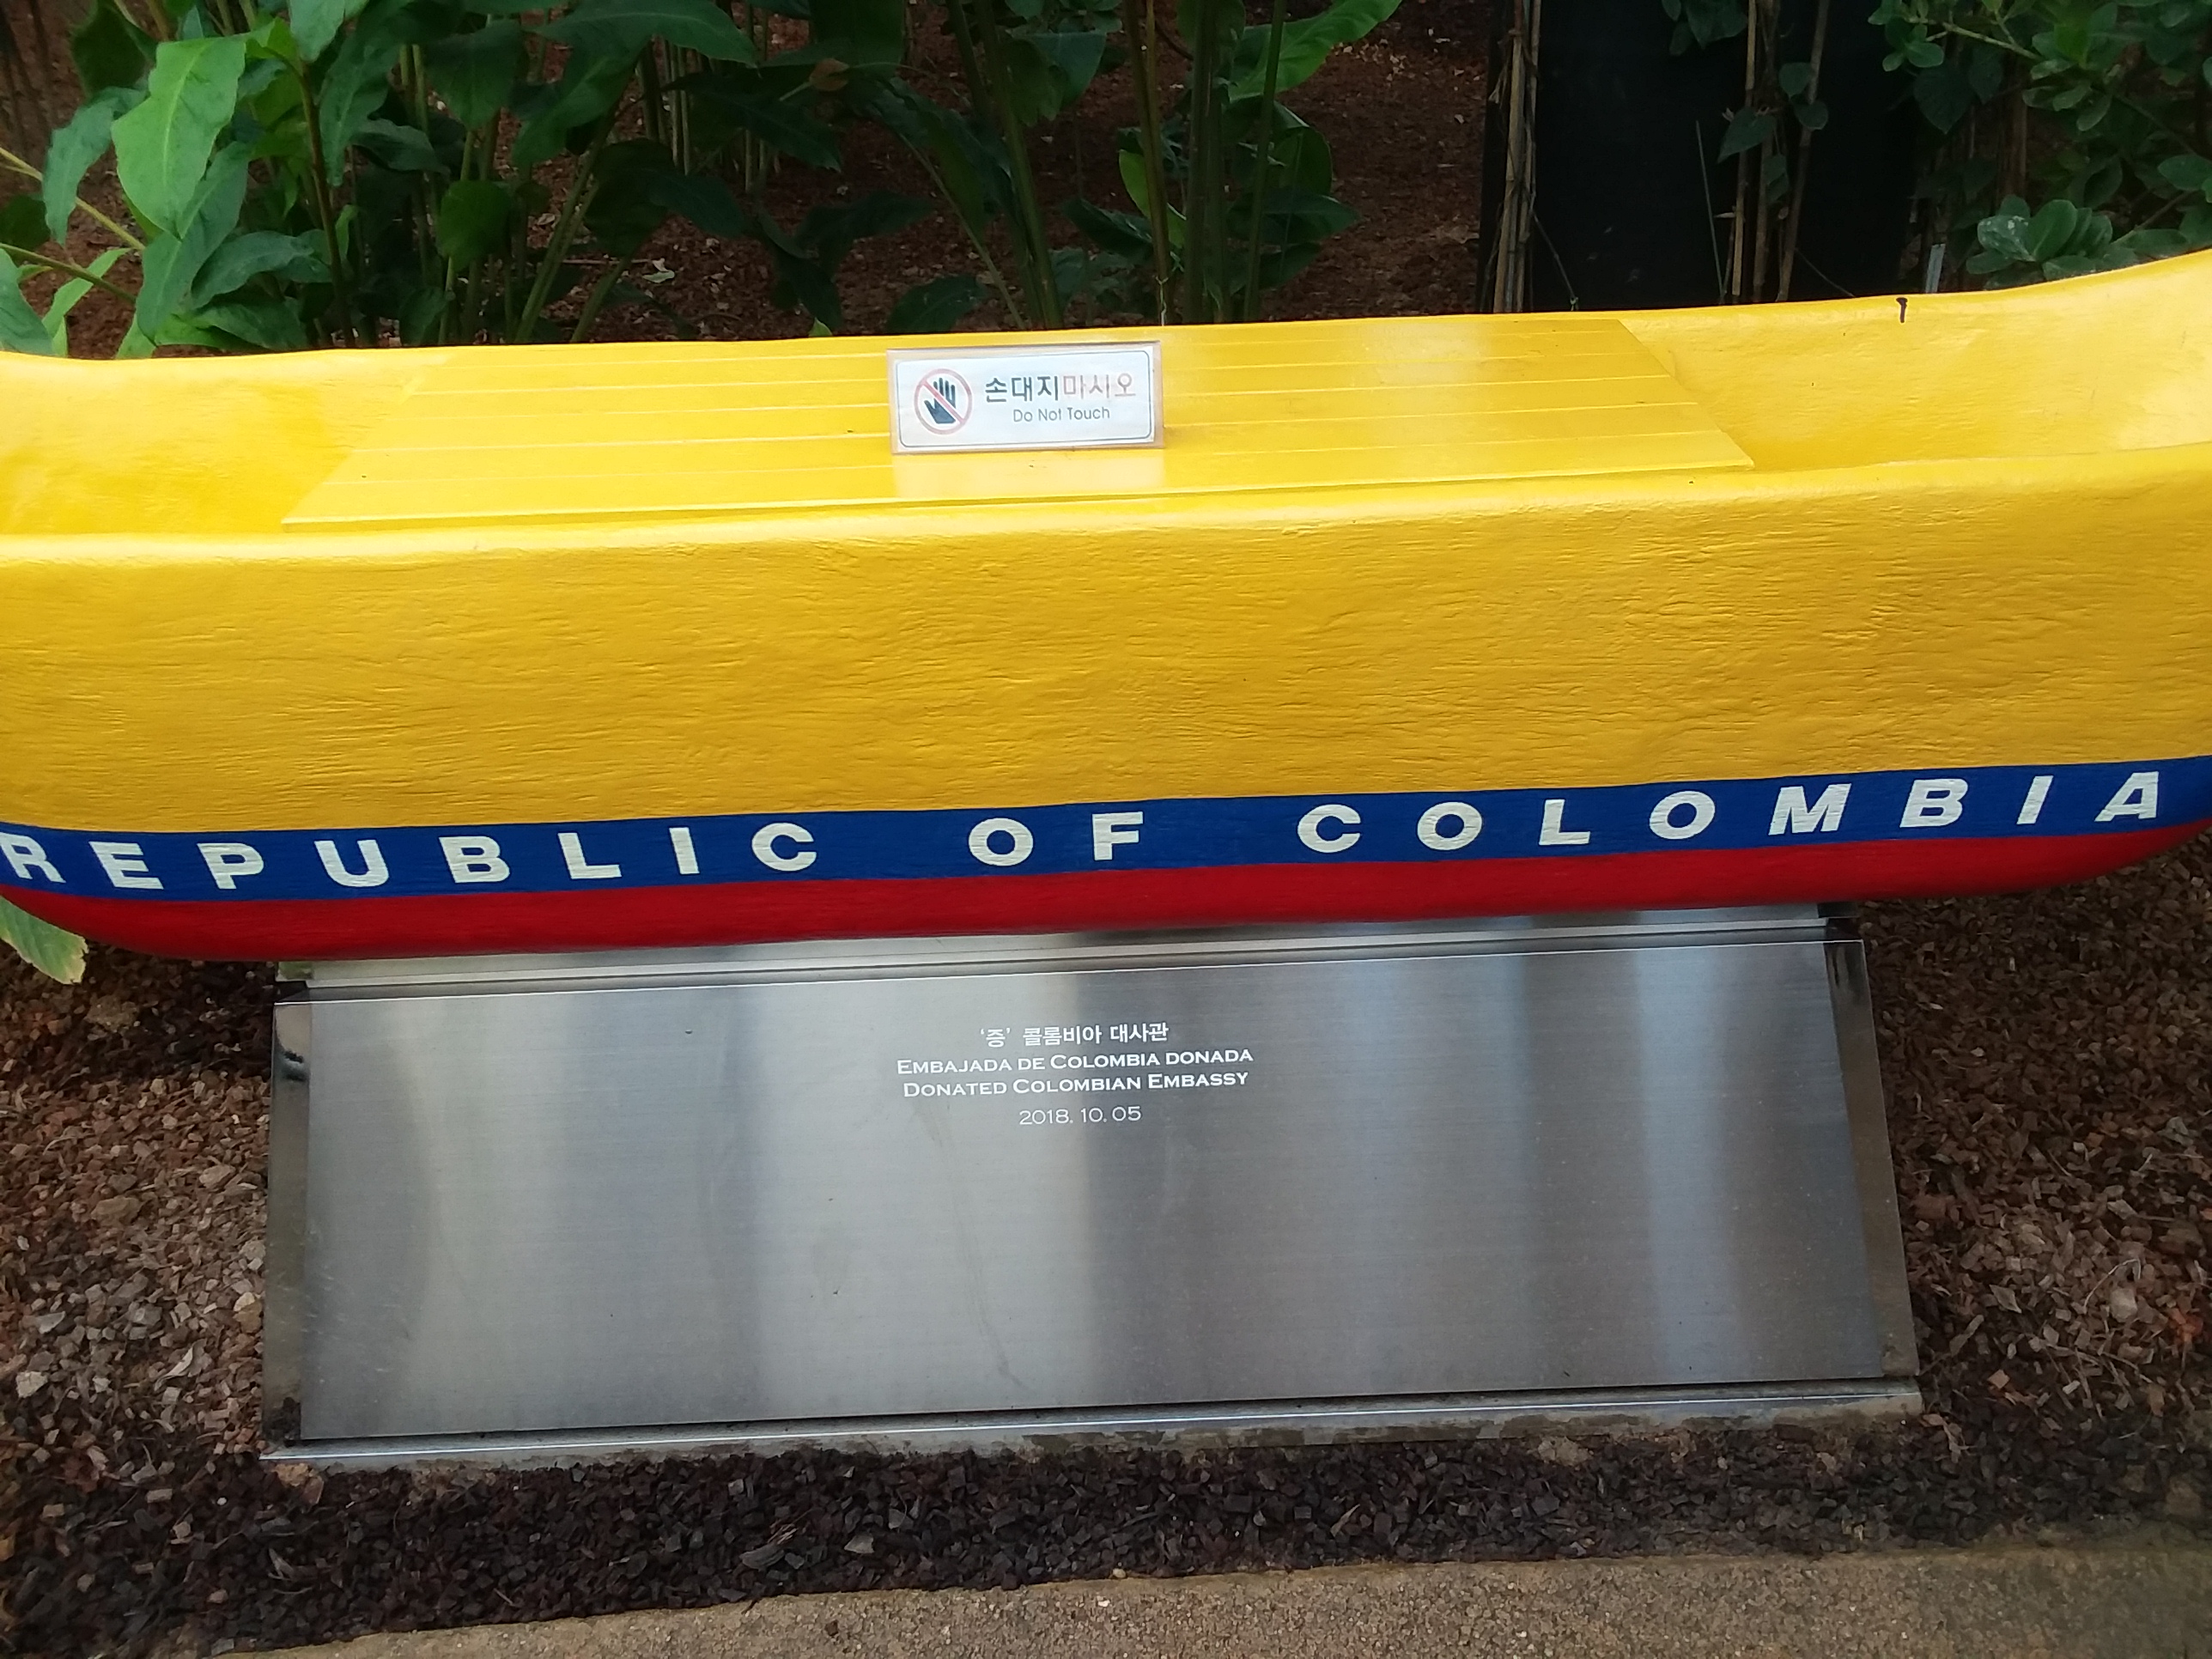 손대지마시오
Do Not Touch
REPUBLIC OF COLOMBIA
‘증’ 콜롬비아 대사관
EMBAJADA DE COLOMBIA DONADA
DONATED COLOMBIAN EMBASSY
2018. 10. 05